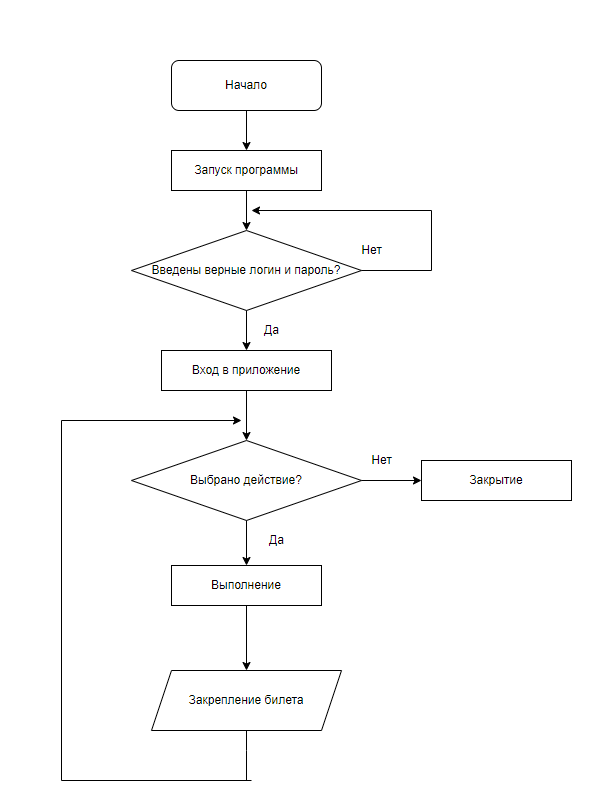 Начало
Запуск программы
Нет
Введены верные логин и пароль?
Да
Вход в приложение
Нет
Выбрано действие?
Закрытие
Да
Выполнение
Закрепление билета